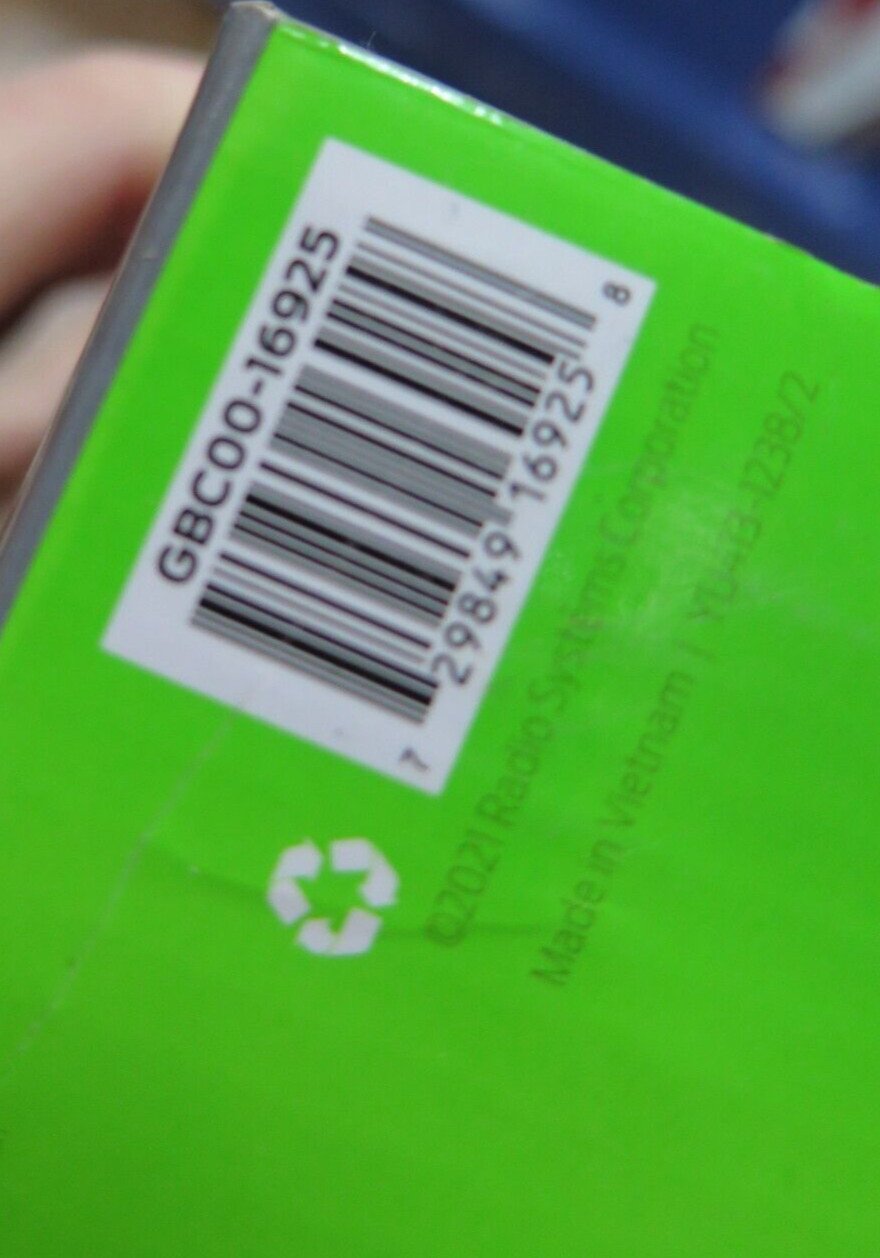 GBC00-16925
7 29849 16925 8
©2021 Radio Systems Corporation
Made in Vietnam |